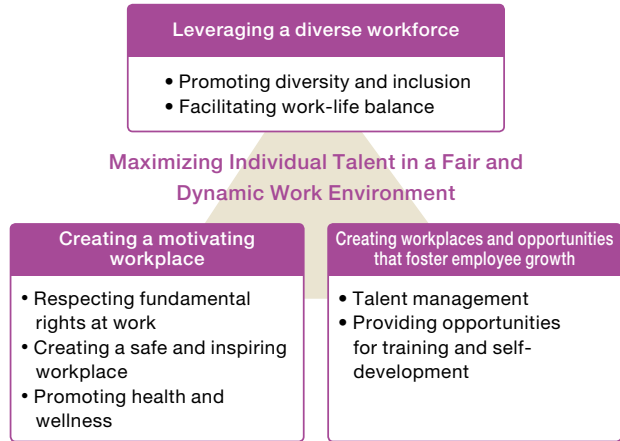 Leveraging a diverse workforce
• Promoting diversity and inclusion
• Facilitating work-life balance
Maximizing Individual Talent in a Fair and
Dynamic Work Environment
Creating a motivating
workplace
• Respecting fundamental
rights at work
• Creating a safe and inspiring
workplace
• Promoting health and
wellness
Creating workplaces and opportunities
that foster employee growth
• Talent management
• Providing opportunities
for training and self-
development